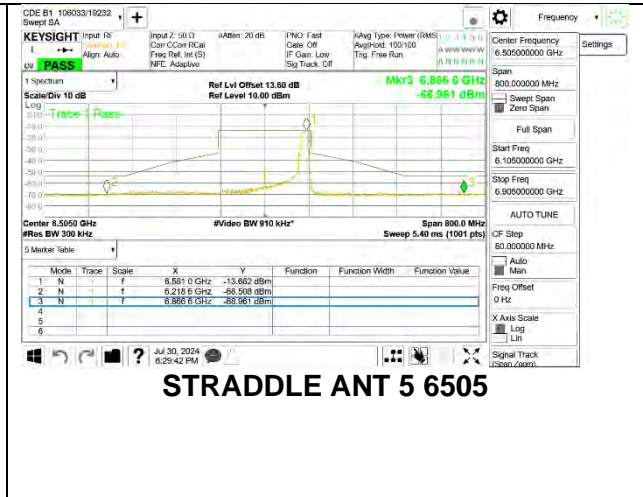 CDE B1 106033/19232
Swept SA
Frequency
Settings
KEYSIGHT
Input: RF
Align: Auto
Input Z: 50 Ω
Corr CCorr RCal
Freq Ref: Int (S)
NFE: Adaptive
#Atten: 20 dB
PNO: Fast
Gate: Off
IF Gain: Low
Sig Track: Off
#Avg Type: Power (RMS)
Avg|Hold: 100/100
Trig: Free Run
PASS
1 Spectrum
Scale/Div 10 dB
Ref Lvl Offset 13.60 dB
Ref Level 10.00 dBm
Mkr3 6.866 6 GHz
-68.961 dBm
Log
Trace 1 Pass
1
2
3
Center 6.5050 GHz
#Res BW 300 kHz
#Video BW 910 kHz*
Span 800.0 MHz
Sweep 5.40 ms (1001 pts)
5 Marker Table
Mode Trace Scale X Y Function Function Width Function Value
1 N 1 f 6.581 0 GHz -13.662 dBm
2 N 1 f 6.218 6 GHz -68.508 dBm
3 N 1 f 6.866 6 GHz -68.961 dBm
4
5
6
Center Frequency
6.505000000 GHz
Span
800.000000 MHz
Swept Span
Zero Span
Full Span
Start Freq
6.105000000 GHz
Stop Freq
6.905000000 GHz
AUTO TUNE
CF Step
80.000000 MHz
Auto
Man
Freq Offset
0 Hz
X Axis Scale
Log
Lin
Signal Track
(Span Zoom)
Jul 30, 2024
6:29:42 PM
STRADDLE ANT 5 6505